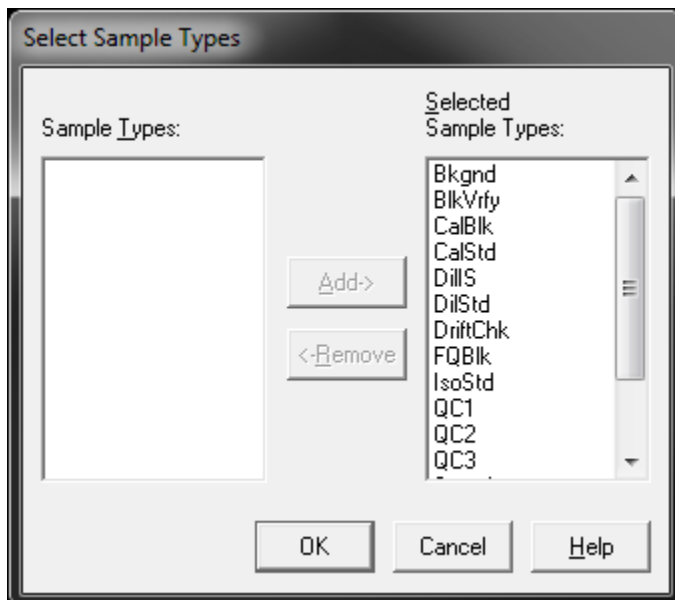 Select Sample Types
Sample Types:
Selected
Sample Types:
Add->
<-Remove
Bkgnd
BlkVrfy
CalBlk
CalStd
DilIS
DilStd
DriftChk
FQBlk
IsoStd
QC1
QC2
QC3
OK
Cancel
Help